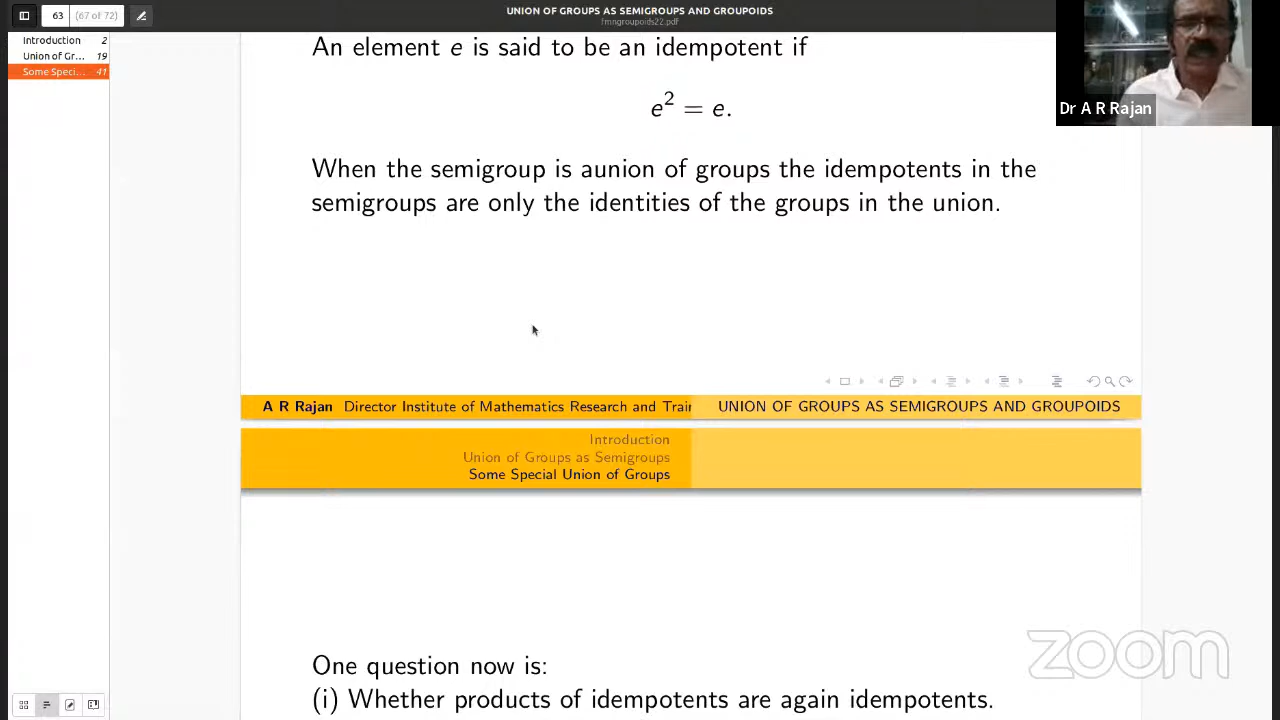 UNION OF GROUPS AS SEMIGROUPS AND GROUPOIDS
fmngroupoids22.pdf
63 (67 of 72)
Introduction 2
Union of Gr... 19
Some Speci... 41
An element e is said to be an idempotent if
e² = e.
When the semigroup is aunion of groups the idempotents in the
semigroups are only the identities of the groups in the union.
Dr A R Rajan
A R Rajan Director Institute of Mathematics Research and Trair UNION OF GROUPS AS SEMIGROUPS AND GROUPOIDS
Introduction
Union of Groups as Semigroups
Some Special Union of Groups
One question now is:
(i) Whether products of idempotents are again idempotents.
zoom